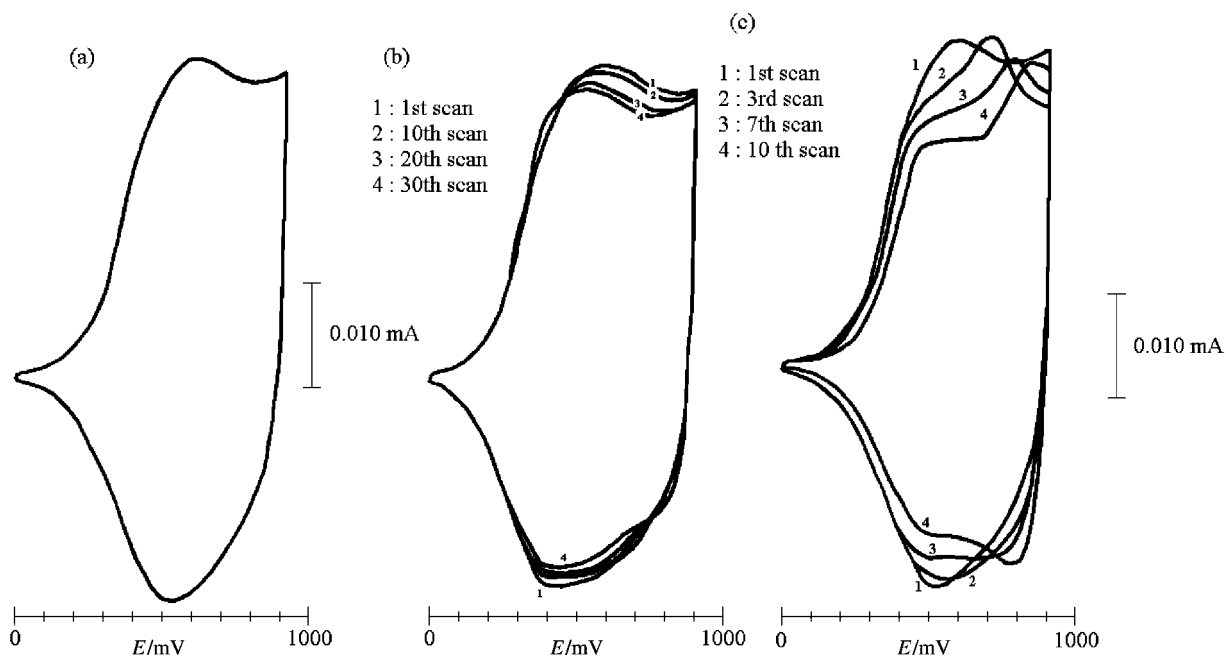 (a)
0.010 mA
0
1000
E/mV
(b)
1 : 1st scan
2 : 10th scan
3 : 20th scan
4 : 30th scan
1
2
3
4
4
1
0
1000
E/mV
(c)
1 : 1st scan
2 : 3rd scan
3 : 7th scan
4 : 10 th scan
1
2
3
4
0.010 mA
4
3
1
2
0
1000
E/mV